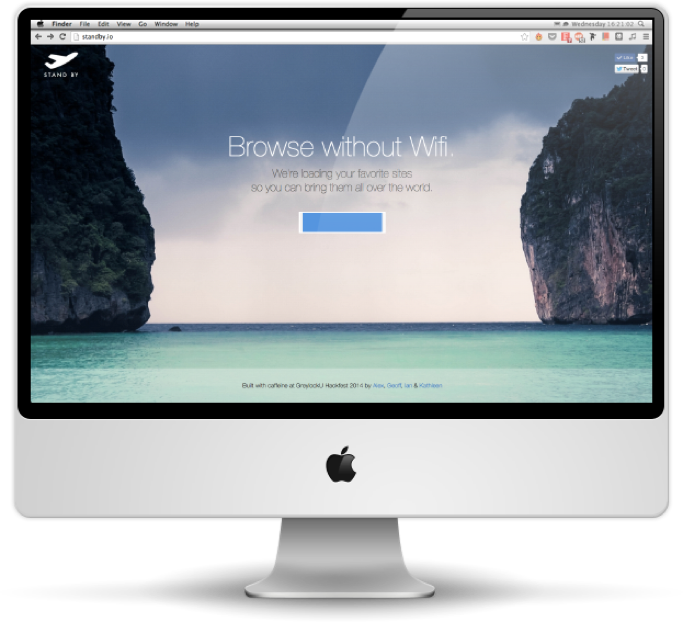 Finder File Edit View Go Window Help
Wednesday 16:21:02
standby.io
Like
STAND BY
Tweet
Browse without Wifi.
We're loading your favorite sites
so you can bring them all over the world.
Built with caffeine at GreylockU Hackfest 2014 by Alex, Geoff, Ian & Kathleen